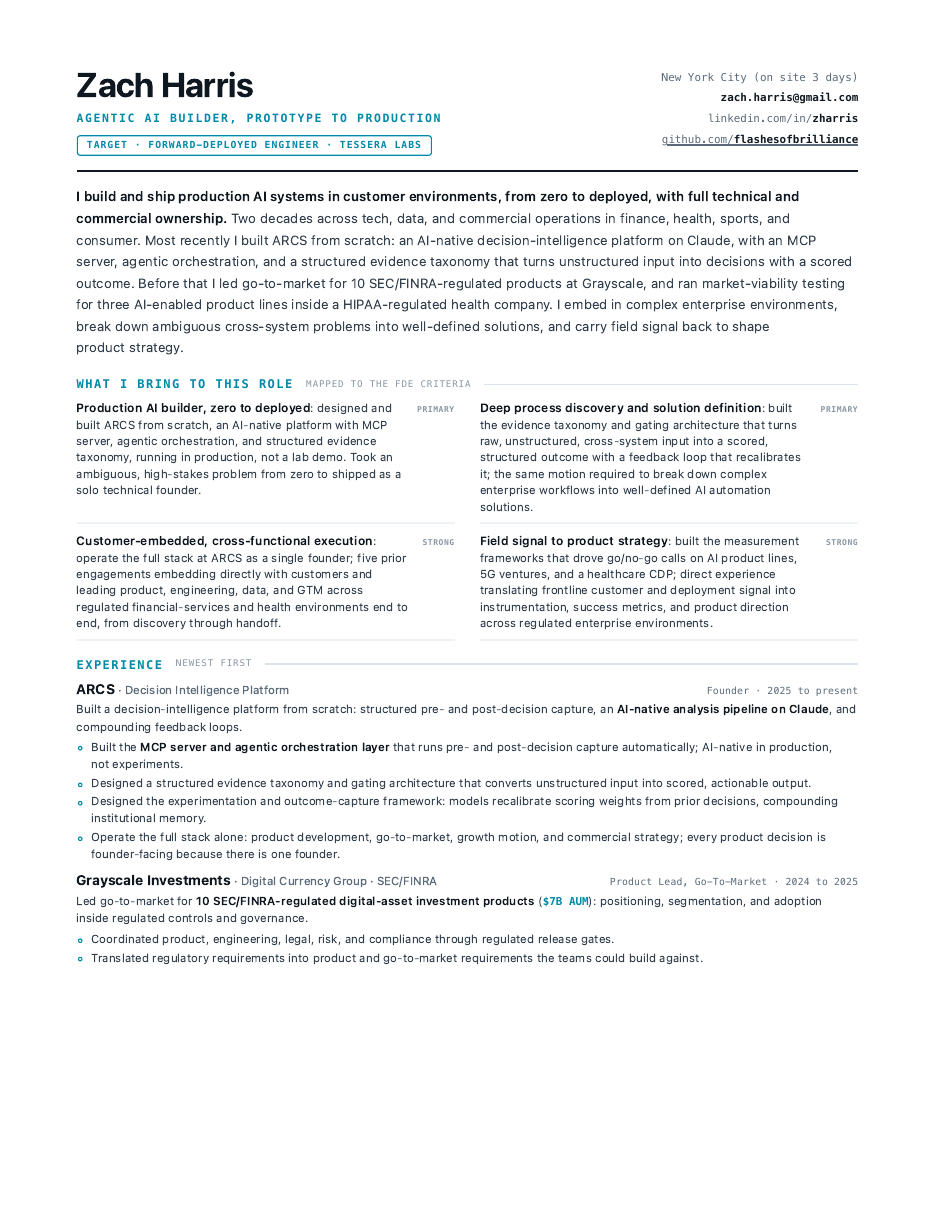 Zach Harris
AGENTIC AI BUILDER, PROTOTYPE TO PRODUCTION
TARGET · FORWARD-DEPLOYED ENGINEER · TESSERA LABS
New York City (on site 3 days)
zach.harris@gmail.com
linkedin.com/in/zharris
github.com/flashesofbrilliance
I build and ship production AI systems in customer environments, from zero to deployed, with full technical and
commercial ownership. Two decades across tech, data, and commercial operations in finance, health, sports, and
consumer. Most recently I built ARCS from scratch: an AI-native decision-intelligence platform on Claude, with an MCP
server, agentic orchestration, and a structured evidence taxonomy that turns unstructured input into decisions with a scored
outcome. Before that I led go-to-market for 10 SEC/FINRA-regulated products at Grayscale, and ran market-viability testing
for three AI-enabled product lines inside a HIPAA-regulated health company. I embed in complex enterprise environments,
break down ambiguous cross-system problems into well-defined solutions, and carry field signal back to shape
product strategy.
WHAT I BRING TO THIS ROLE MAPPED TO THE FDE CRITERIA
Production AI builder, zero to deployed: designed and PRIMARY
built ARCS from scratch, an AI-native platform with MCP
server, agentic orchestration, and structured evidence
taxonomy, running in production, not a lab demo. Took an
ambiguous, high-stakes problem from zero to shipped as a
solo technical founder.
Deep process discovery and solution definition: built PRIMARY
the evidence taxonomy and gating architecture that turns
raw, unstructured, cross-system input into a scored,
structured outcome with a feedback loop that recalibrates
it; the same motion required to break down complex
enterprise workflows into well-defined AI automation
solutions.
Customer-embedded, cross-functional execution: STRONG
operate the full stack at ARCS as a single founder; five prior
engagements embedding directly with customers and
leading product, engineering, data, and GTM across
regulated financial-services and health environments end to
end, from discovery through handoff.
Field signal to product strategy: built the measurement STRONG
frameworks that drove go/no-go calls on AI product lines,
5G ventures, and a healthcare CDP; direct experience
translating frontline customer and deployment signal into
instrumentation, success metrics, and product direction
across regulated enterprise environments.
EXPERIENCE NEWEST FIRST
ARCS · Decision Intelligence Platform Founder · 2025 to present
Built a decision-intelligence platform from scratch: structured pre- and post-decision capture, an AI-native analysis pipeline on Claude, and
compounding feedback loops.
Built the MCP server and agentic orchestration layer that runs pre- and post-decision capture automatically; AI-native in production,
not experiments.
Designed a structured evidence taxonomy and gating architecture that converts unstructured input into scored, actionable output.
Designed the experimentation and outcome-capture framework: models recalibrate scoring weights from prior decisions, compounding
institutional memory.
Operate the full stack alone: product development, go-to-market, growth motion, and commercial strategy; every product decision is
founder-facing because there is one founder.
Grayscale Investments · Digital Currency Group · SEC/FINRA Product Lead, Go-To-Market · 2024 to 2025
Led go-to-market for 10 SEC/FINRA-regulated digital-asset investment products ($7B AUM): positioning, segmentation, and adoption
inside regulated controls and governance.
Coordinated product, engineering, legal, risk, and compliance through regulated release gates.
Translated regulatory requirements into product and go-to-market requirements the teams could build against.